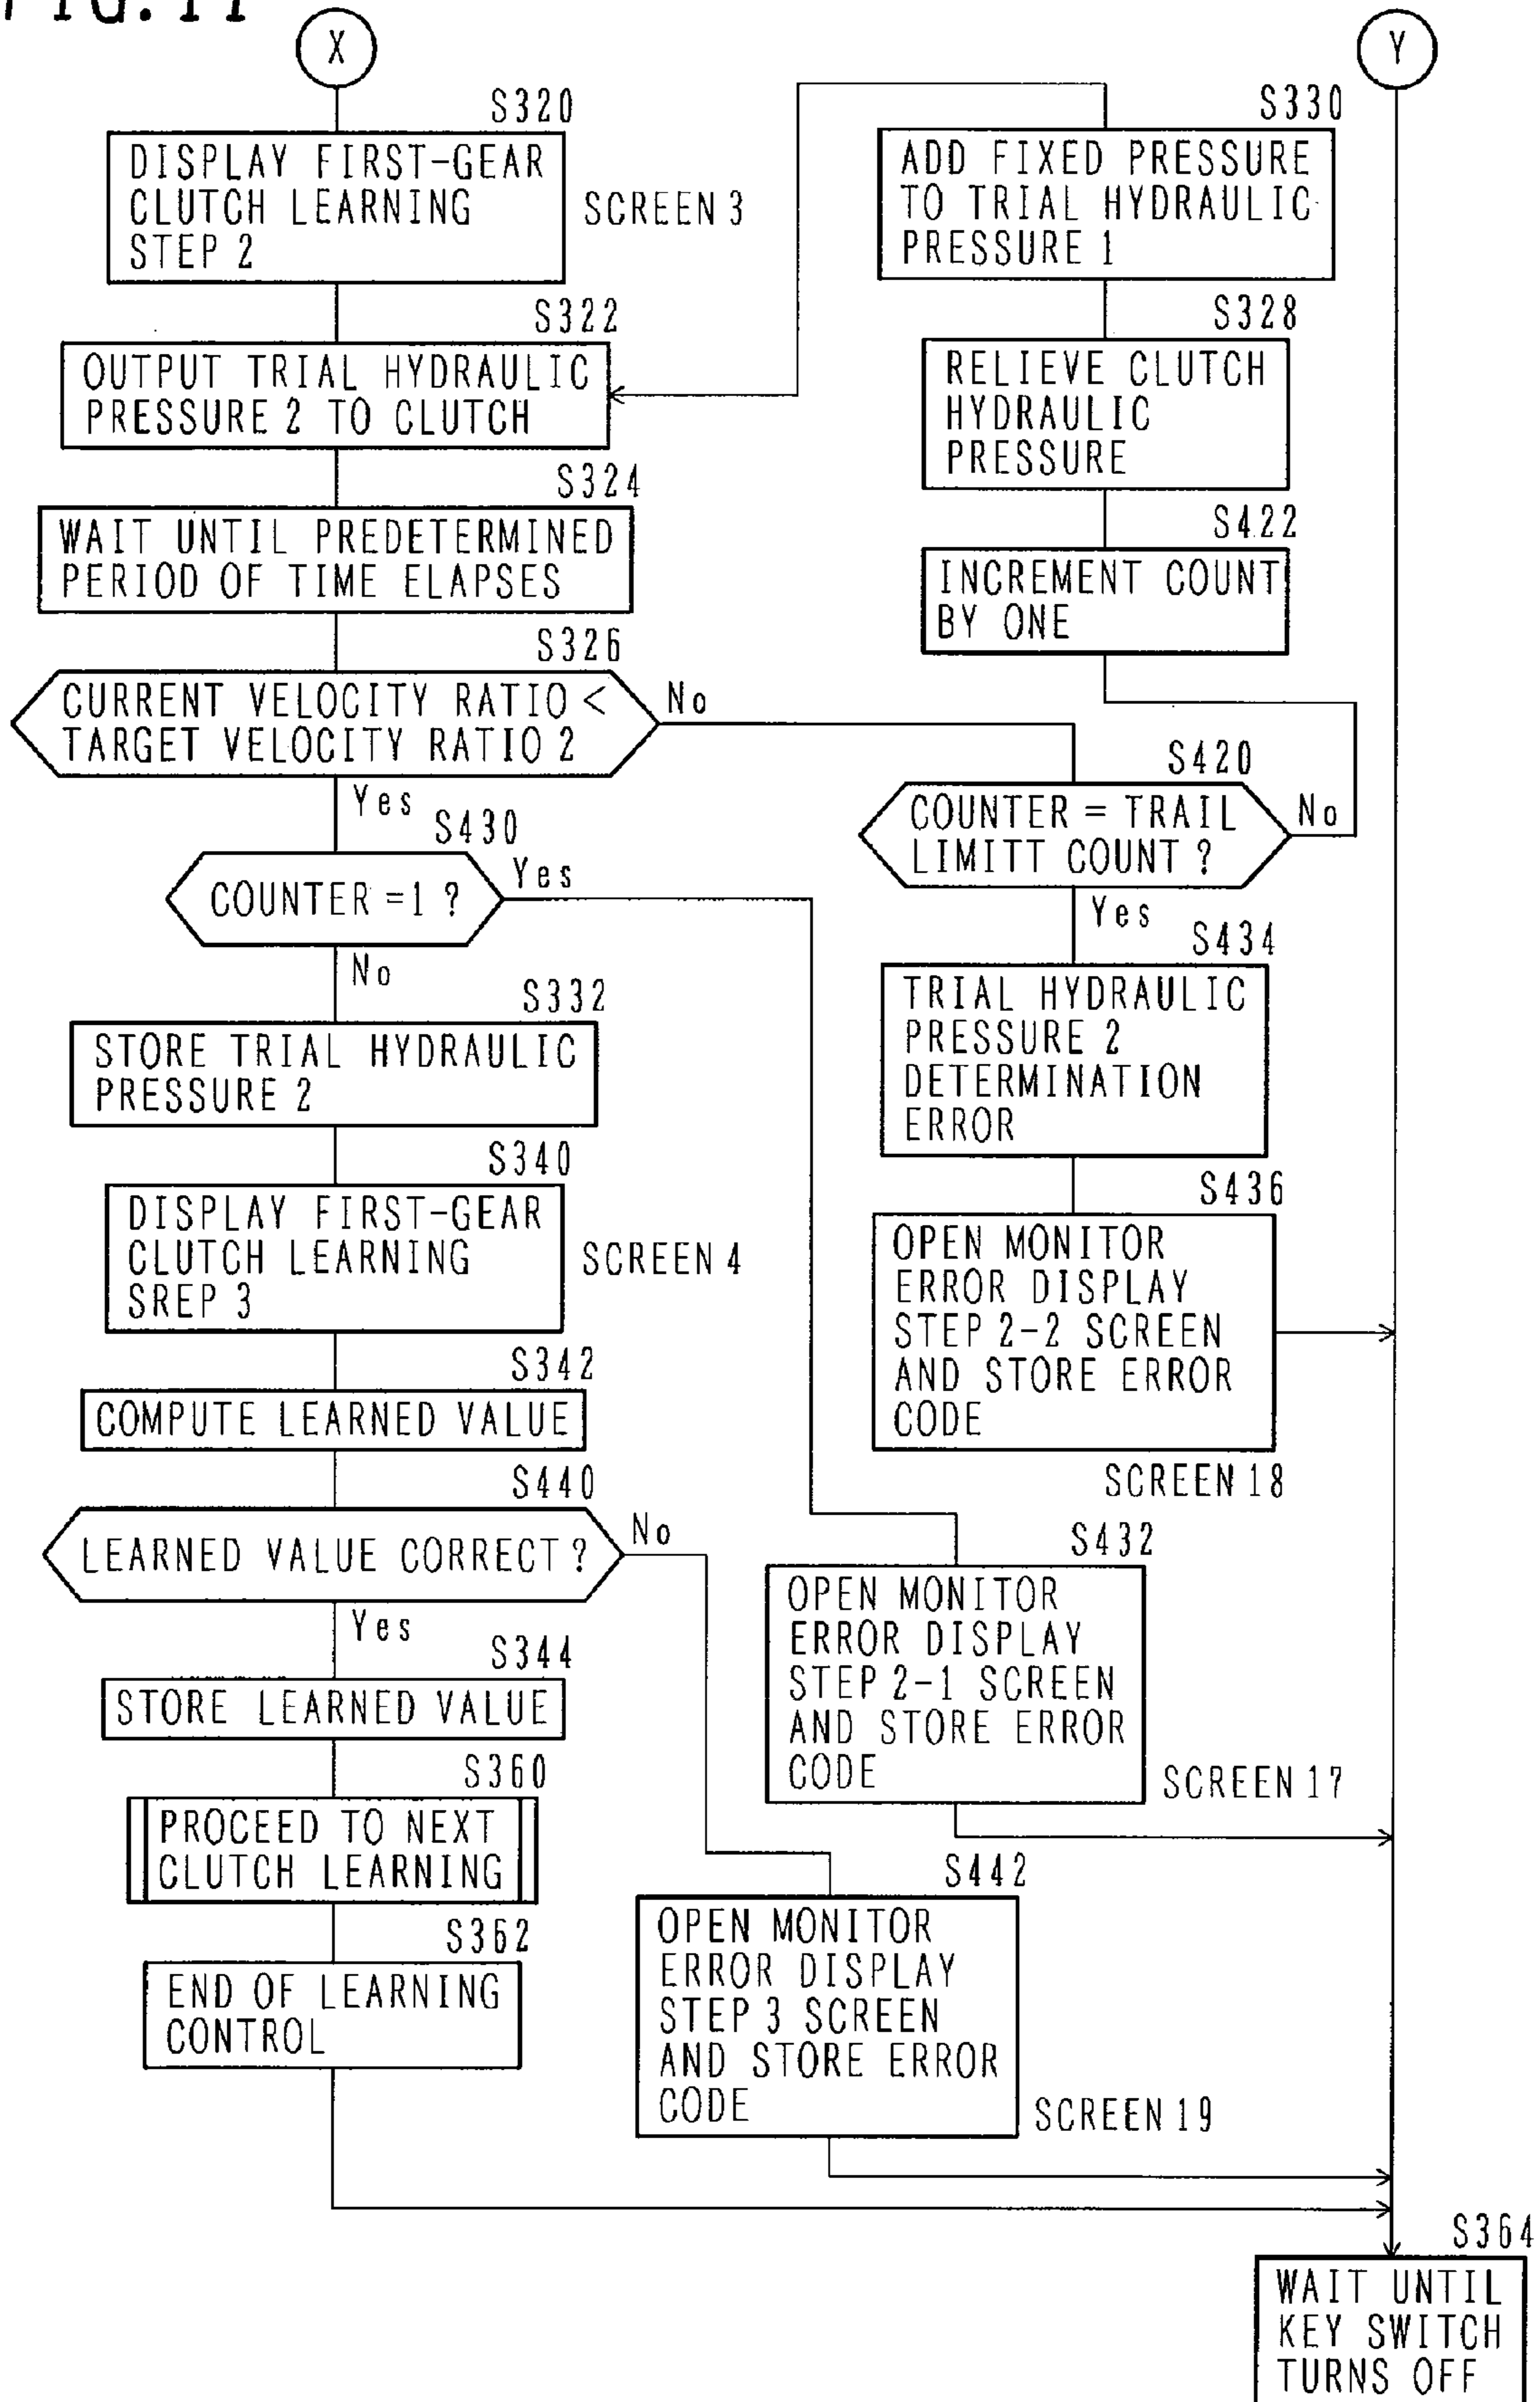 FIG. 11
X
S320
DISPLAY FIRST-GEAR
CLUTCH LEARNING
STEP 2
SCREEN 3
S322
OUTPUT TRIAL HYDRAULIC
PRESSURE 2 TO CLUTCH
S324
WAIT UNTIL PREDETERMINED
PERIOD OF TIME ELAPSES
S326
CURRENT VELOCITY RATIO <
TARGET VELOCITY RATIO 2
No
Yes
S430
COUNTER =1 ?
Yes
No
S332
STORE TRIAL HYDRAULIC
PRESSURE 2
S340
DISPLAY FIRST-GEAR
CLUTCH LEARNING
SREP 3
SCREEN 4
S342
COMPUTE LEARNED VALUE
S440
LEARNED VALUE CORRECT ?
No
Yes
S344
STORE LEARNED VALUE
S360
PROCEED TO NEXT
CLUTCH LEARNING
S362
END OF LEARNING
CONTROL
Y
S330
ADD FIXED PRESSURE
TO TRIAL HYDRAULIC
PRESSURE 1
S328
RELIEVE CLUTCH
HYDRAULIC
PRESSURE
S422
INCREMENT COUNT
BY ONE
S420
COUNTER = TRAIL
LIMITT COUNT ?
No
Yes
S434
TRIAL HYDRAULIC
PRESSURE 2
DETERMINATION
ERROR
S436
OPEN MONITOR
ERROR DISPLAY
STEP 2-2 SCREEN
AND STORE ERROR
CODE
SCREEN 18
S432
OPEN MONITOR
ERROR DISPLAY
STEP 2-1 SCREEN
AND STORE ERROR
CODE
SCREEN 17
S442
OPEN MONITOR
ERROR DISPLAY
STEP 3 SCREEN
AND STORE ERROR
CODE
SCREEN 19
S364
WAIT UNTIL
KEY SWITCH
TURNS OFF